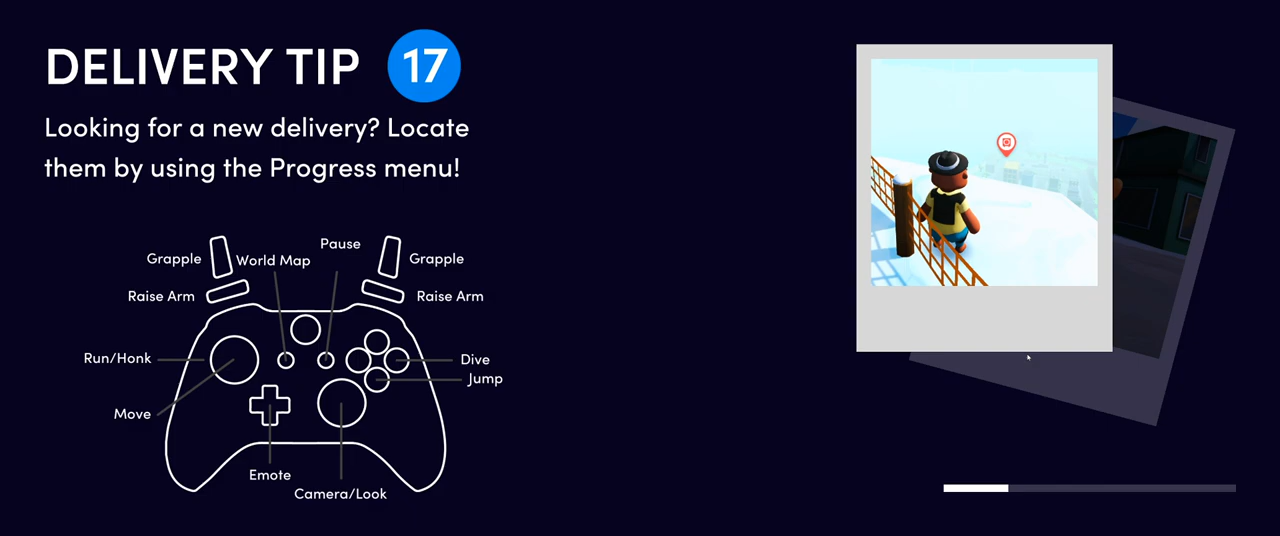 DELIVERY TIP 17
Looking for a new delivery? Locate
them by using the Progress menu!
Pause
Grapple
World Map
Grapple
Raise Arm
Raise Arm
Run/Honk
Dive
Jump
Move
Emote
Camera/Look